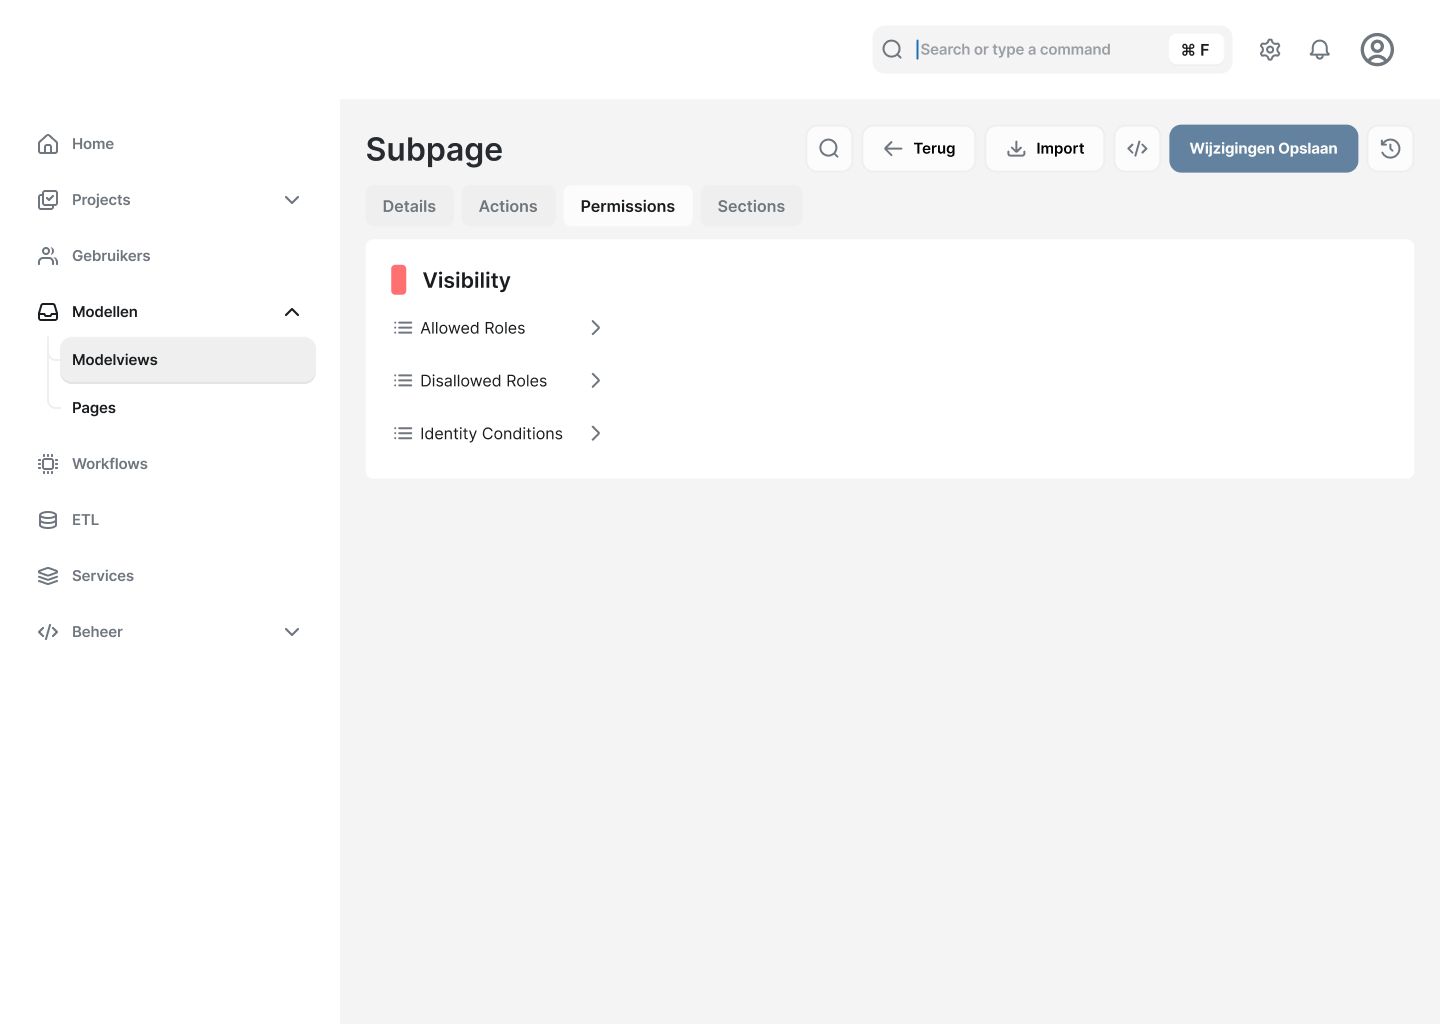 Search or type a command
⌘ F
Home
Projects
Gebruikers
Modellen
Modelviews
Pages
Workflows
ETL
Services
Beheer
Subpage
Terug
Import
Wijzigingen Opslaan
Details
Actions
Permissions
Sections
Visibility
Allowed Roles
Disallowed Roles
Identity Conditions